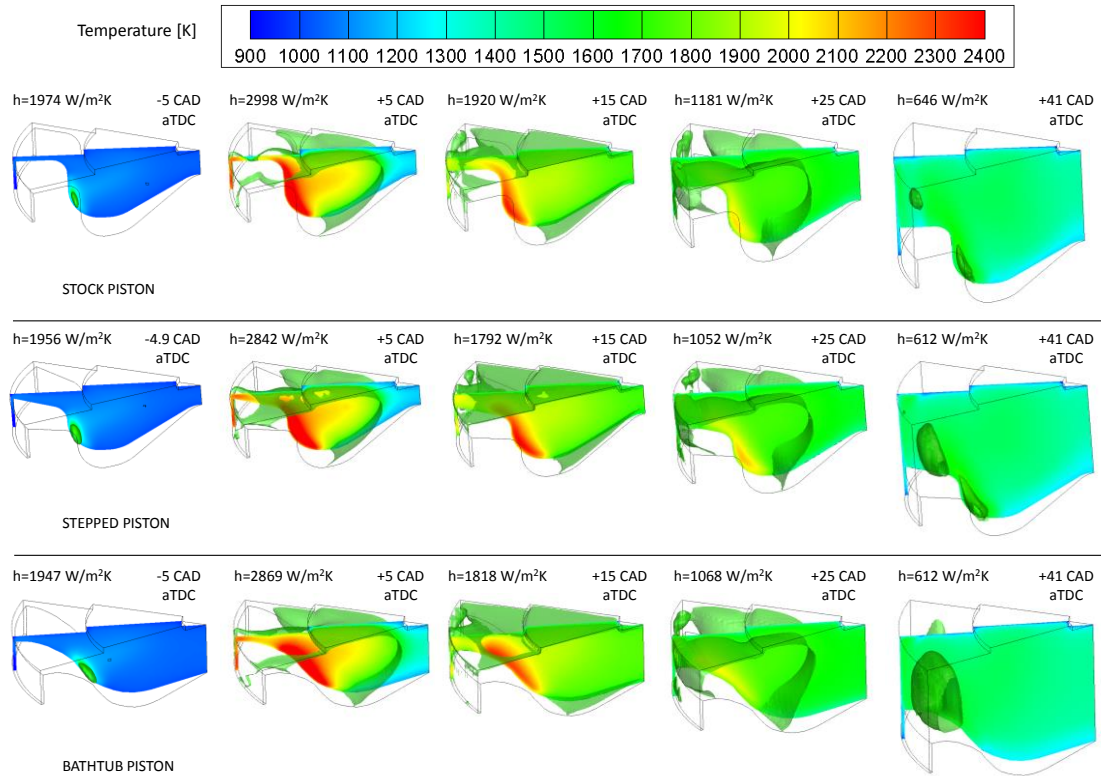 Temperature [K]
900 1000 1100 1200 1300 1400 1500 1600 1700 1800 1900 2000 2100 2200 2300 2400
h=1974 W/m²K -5 CAD h=2998 W/m²K +5 CAD h=1920 W/m²K +15 CAD h=1181 W/m²K +25 CAD h=646 W/m²K +41 CAD
aTDC aTDC aTDC aTDC aTDC
STOCK PISTON
h=1956 W/m²K -4.9 CAD h=2842 W/m²K +5 CAD h=1792 W/m²K +15 CAD h=1052 W/m²K +25 CAD h=612 W/m²K +41 CAD
aTDC aTDC aTDC aTDC aTDC
STEPPED PISTON
h=1947 W/m²K -5 CAD h=2869 W/m²K +5 CAD h=1818 W/m²K +15 CAD h=1068 W/m²K +25 CAD h=612 W/m²K +41 CAD
aTDC aTDC aTDC aTDC aTDC
BATHTUB PISTON